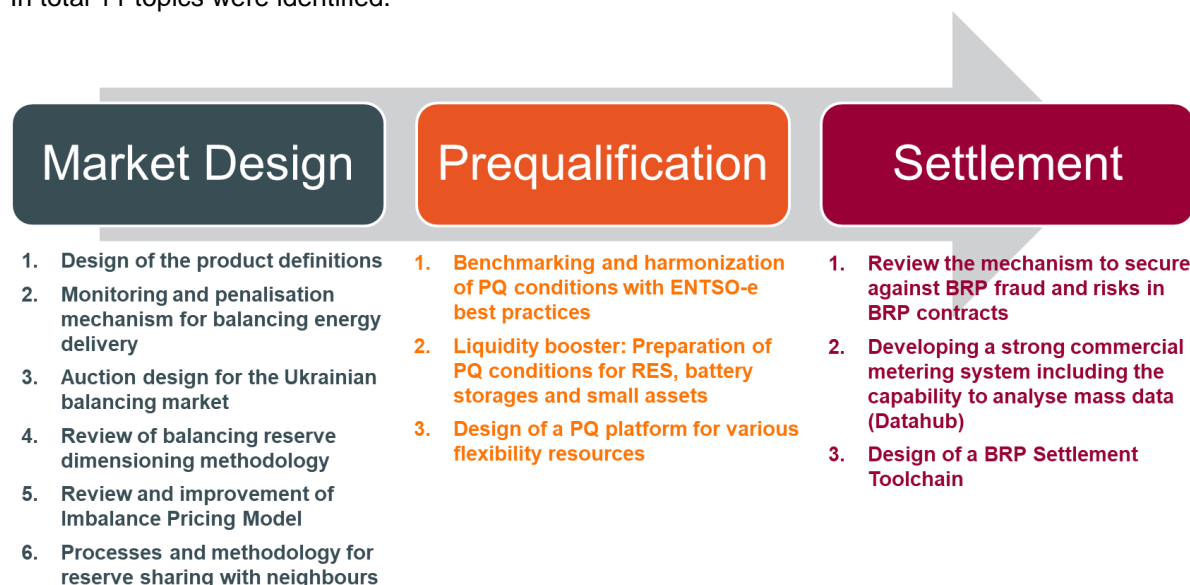 In total 11 topics were identified.
Market Design
1. Design of the product definitions
2. Monitoring and penalisation
mechanism for balancing energy
delivery
3. Auction design for the Ukrainian
balancing market
4. Review of balancing reserve
dimensioning methodology
5. Review and improvement of
Imbalance Pricing Model
6. Processes and methodology for
reserve sharing with neighbours
Prequalification
1. Benchmarking and harmonization
of PQ conditions with ENTSO-e
best practices
2. Liquidity booster: Preparation of
PQ conditions for RES, battery
storages and small assets
3. Design of a PQ platform for various
flexibility resources
Settlement
1. Review the mechanism to secure
against BRP fraud and risks in
BRP contracts
2. Developing a strong commercial
metering system including the
capability to analyse mass data
(Datahub)
3. Design of a BRP Settlement
Toolchain